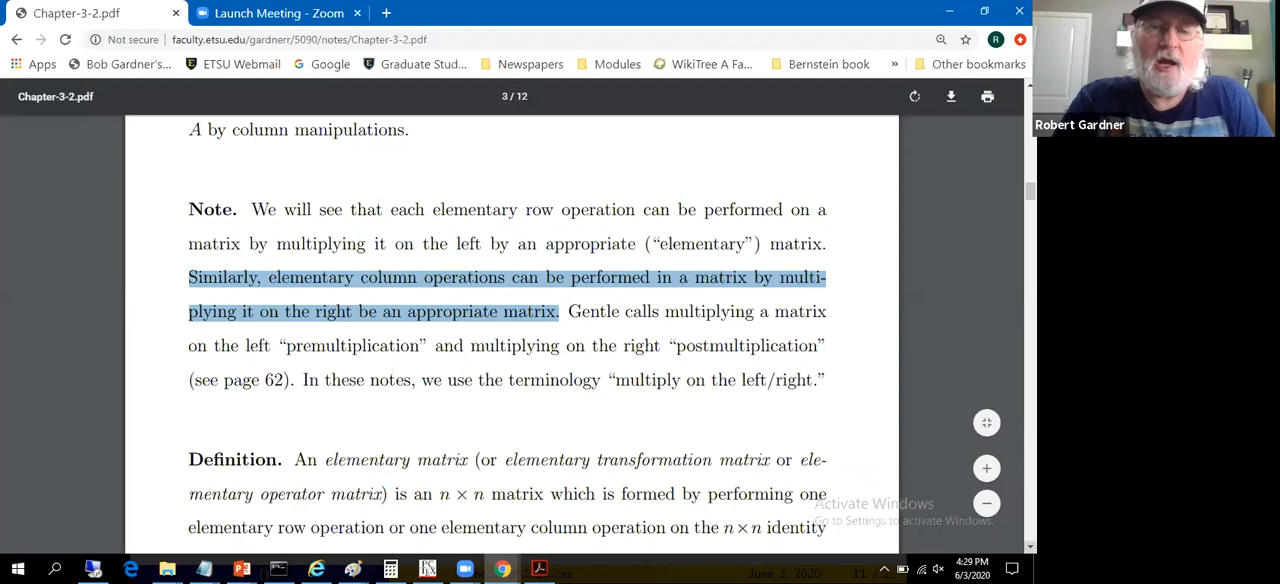 Chapter-3-2.pdf
Launch Meeting - Zoom
Not secure | faculty.etsu.edu/gardnerr/5090/notes/Chapter-3-2.pdf
R
Apps Bob Gardner's... ETSU Webmail Google Graduate Stud... Newspapers Modules WikiTree A Fa... Bernstein book » Other bookmarks
Chapter-3-2.pdf 3 / 12
Robert Gardner
A by column manipulations.
Note. We will see that each elementary row operation can be performed on a
matrix by multiplying it on the left by an appropriate (“elementary”) matrix.
Similarly, elementary column operations can be performed in a matrix by multi-
plying it on the right be an appropriate matrix. Gentle calls multiplying a matrix
on the left “premultiplication” and multiplying on the right “postmultiplication”
(see page 62). In these notes, we use the terminology “multiply on the left/right.”
Definition. An elementary matrix (or elementary transformation matrix or ele-
mentary operator matrix) is an n × n matrix which is formed by performing one
elementary row operation or one elementary column operation on the n×n identity
Activate Windows
Go to Settings to activate Windows.
June 3, 2020 11 /
4:29 PM
6/3/2020